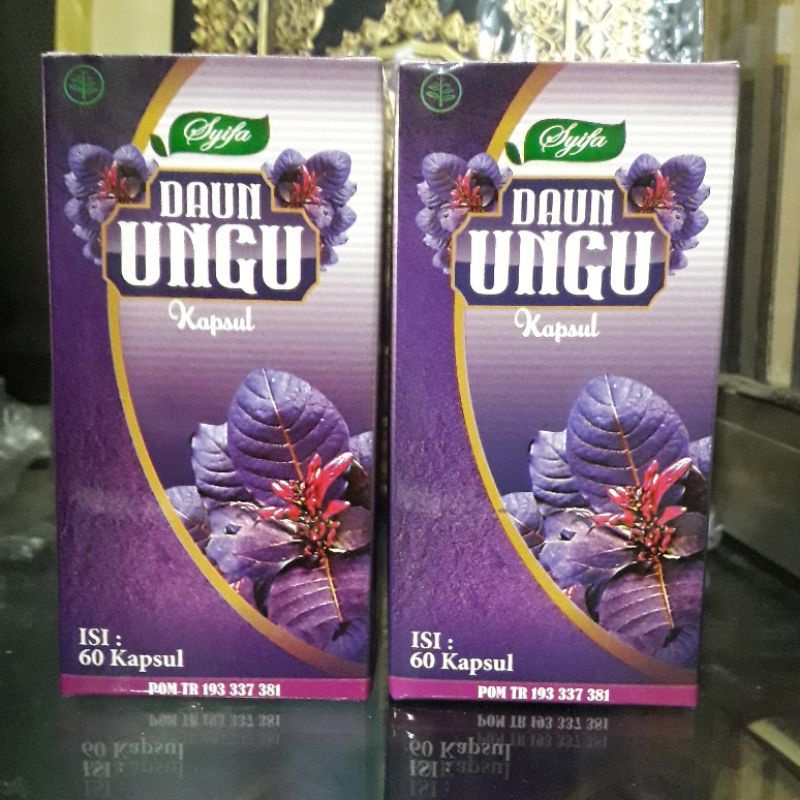 Syifa
DAUN
UNGU
Kapsul
ISI :
60 Kapsul
POM TR 193 337 381
Syifa
DAUN
UNGU
Kapsul
ISI :
60 Kapsul
POM TR 193 337 381